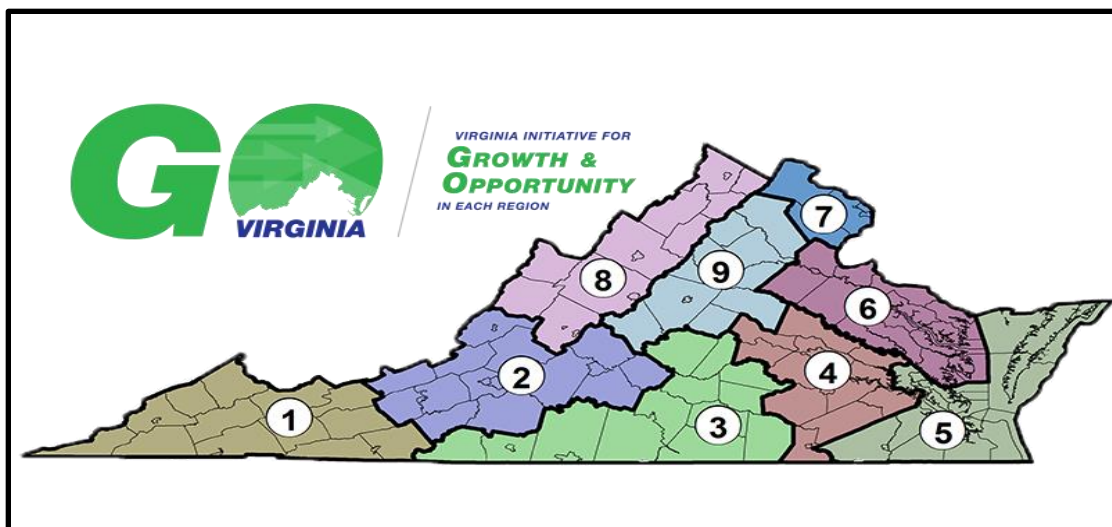 GO
VIRGINIA
VIRGINIA INITIATIVE FOR
GROWTH &
OPPORTUNITY
IN EACH REGION
7
8
9
6
2
4
1
3
5